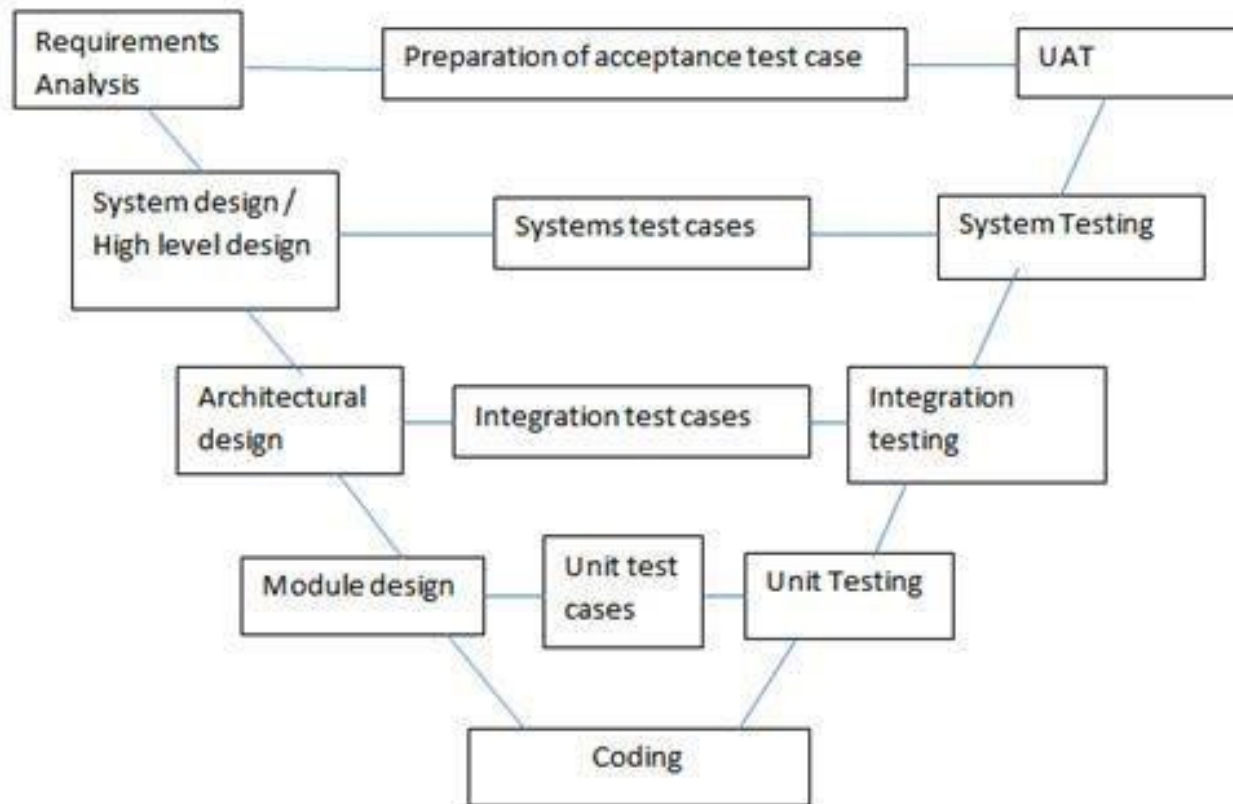 Requirements
Analysis
Preparation of acceptance test case
UAT
System design /
High level design
Systems test cases
System Testing
Architectural
design
Integration test cases
Integration
testing
Module design
Unit test
cases
Unit Testing
Coding